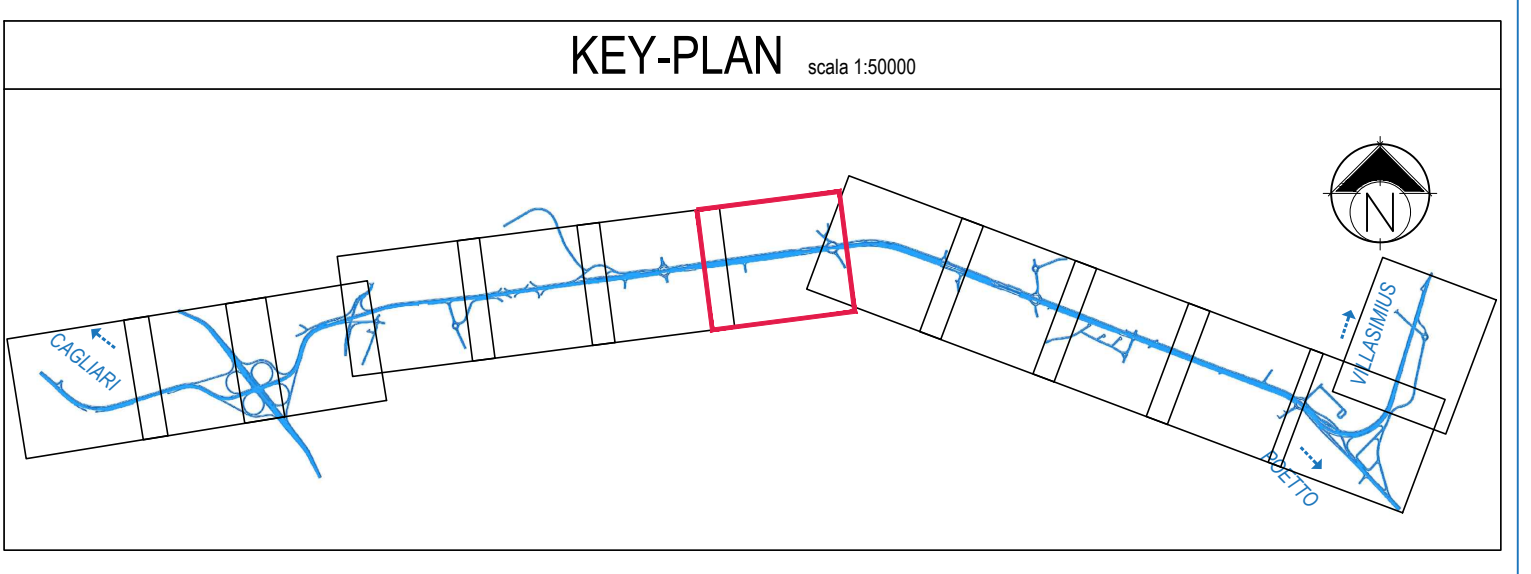 KEY-PLAN scala 1:50000
N
CAGLIARI
VILLASIMIUS
POETTO